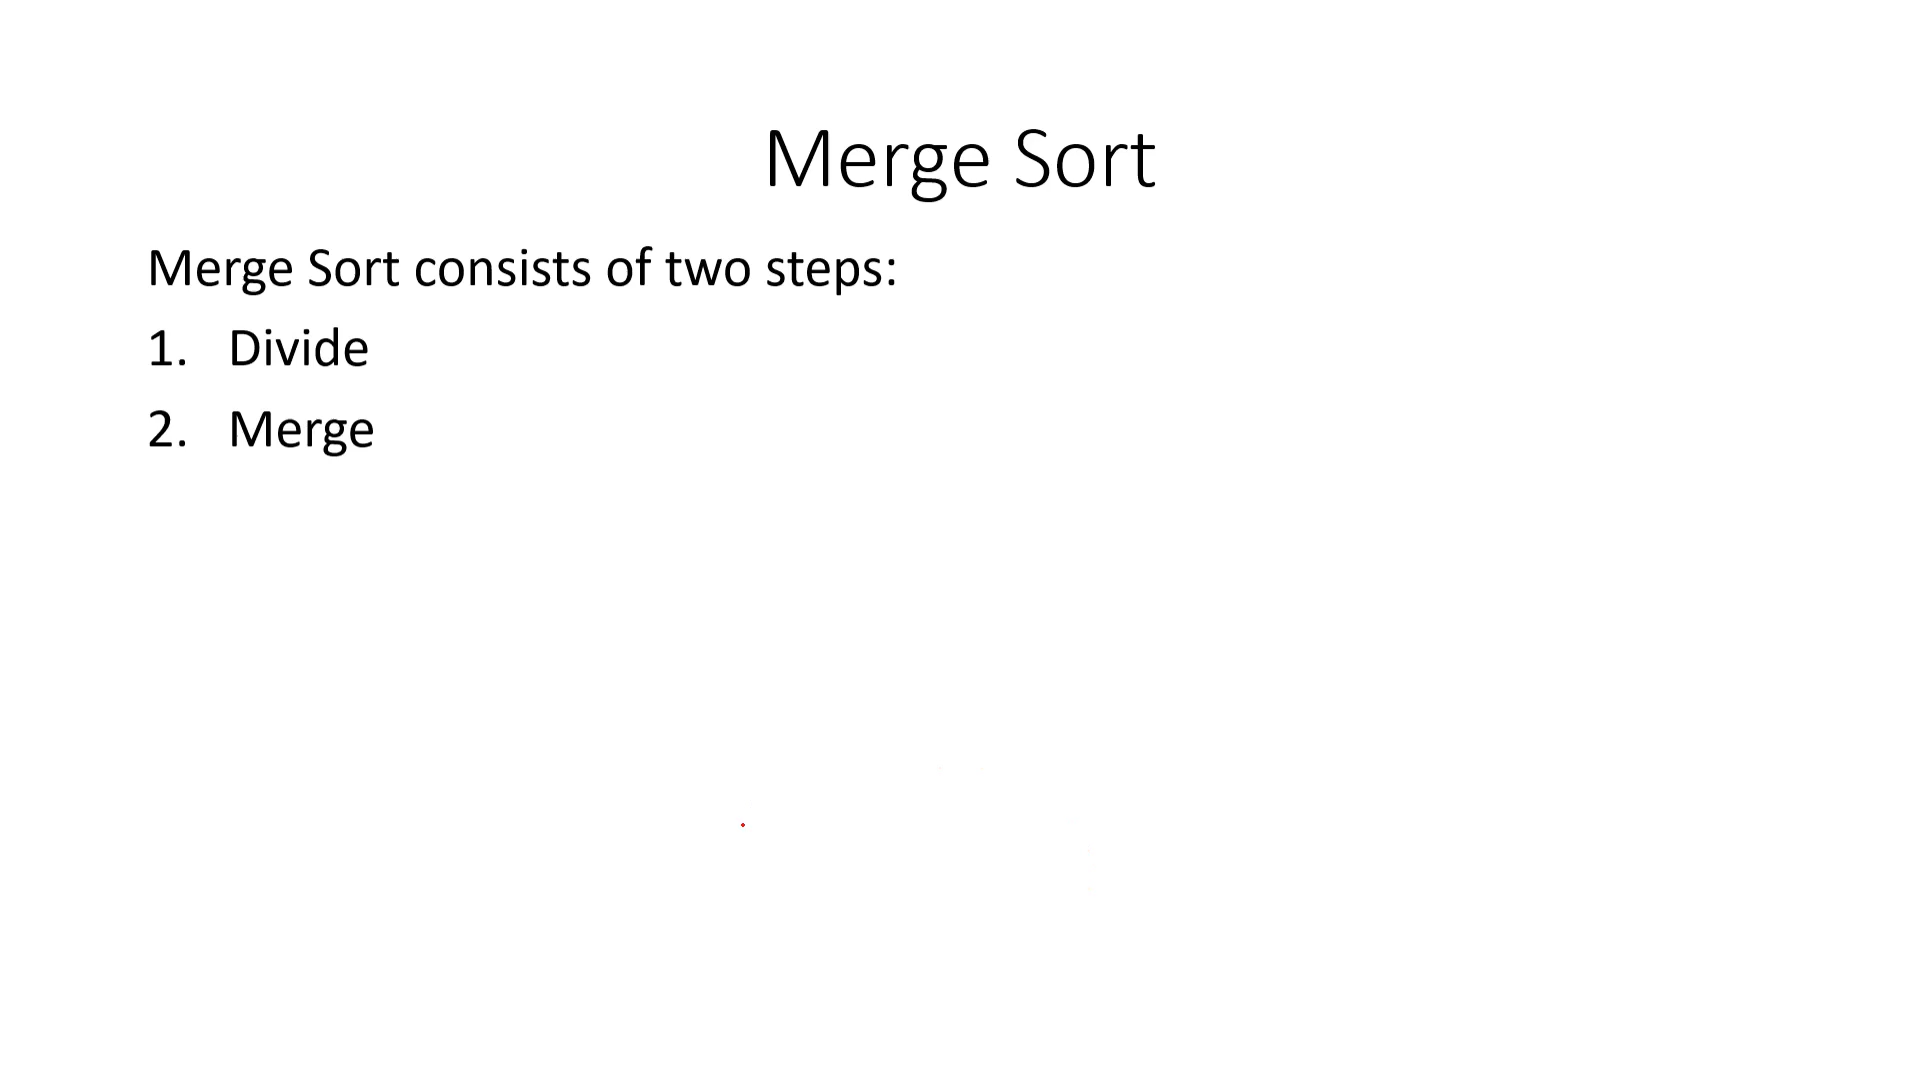 Merge Sort
Merge Sort consists of two steps:
1. Divide
2. Merge